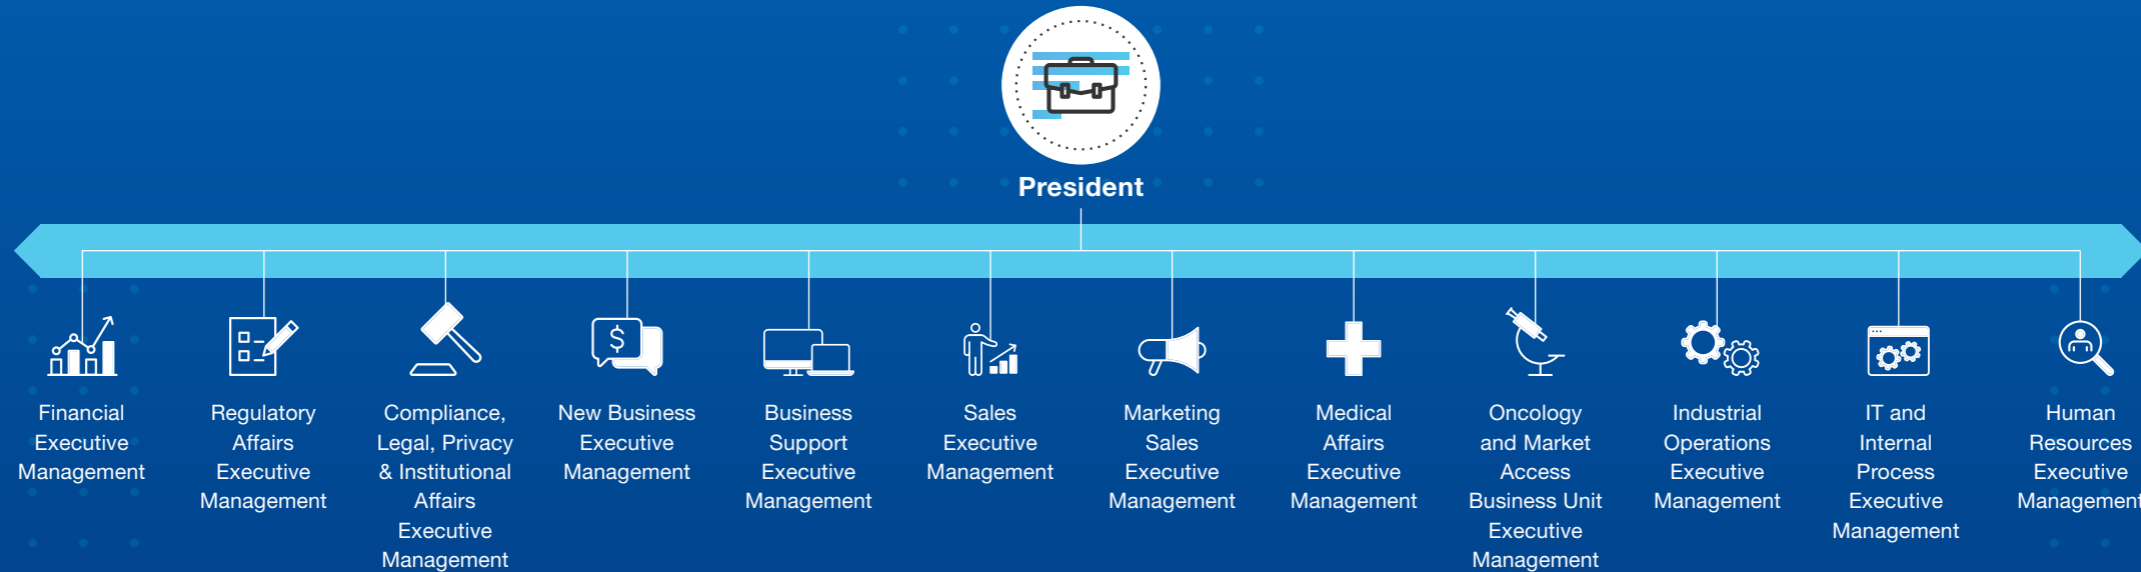 President
Financial
Executive
Management
Regulatory
Affairs
Executive
Management
Compliance,
Legal, Privacy
& Institutional
Affairs
Executive
Management
New Business
Executive
Management
Business
Support
Executive
Management
Sales
Executive
Management
Marketing
Sales
Executive
Management
Medical
Affairs
Executive
Management
Oncology
and Market
Access
Business Unit
Executive
Management
Industrial
Operations
Executive
Management
IT and
Internal
Process
Executive
Management
Human
Resources
Executive
Management